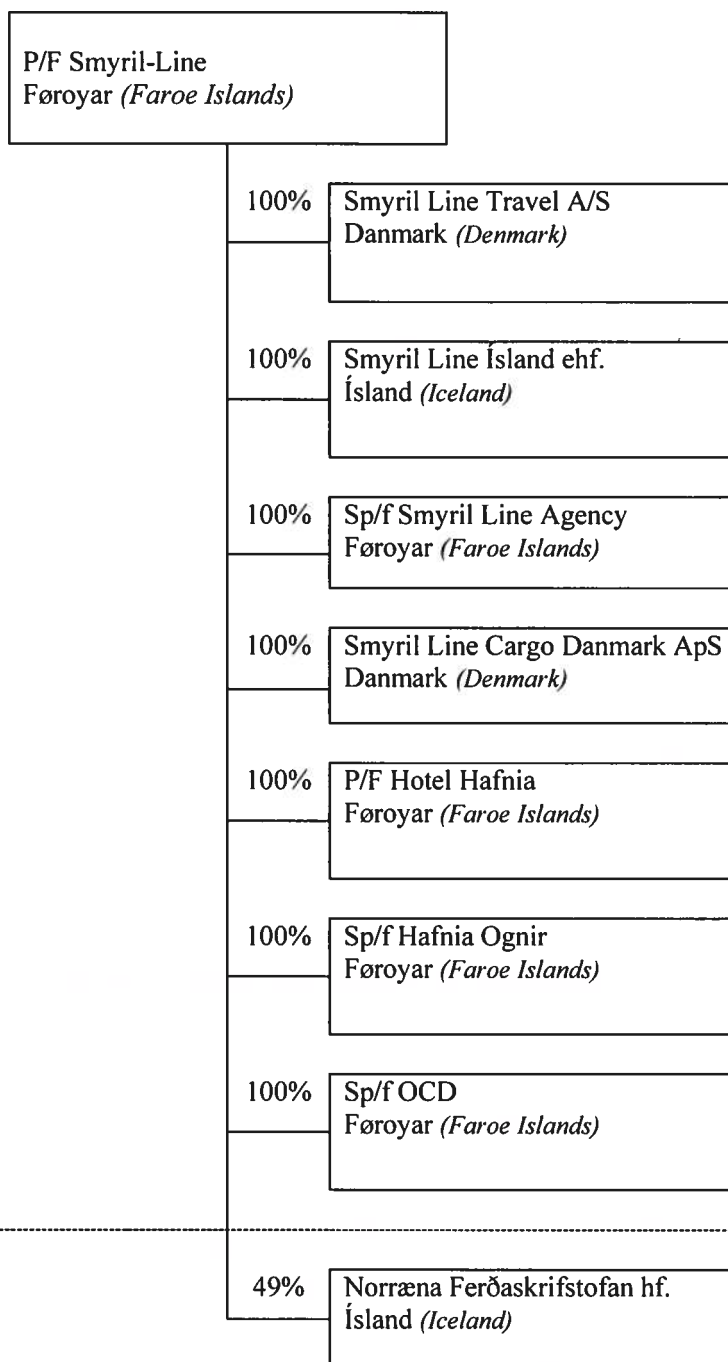 P/F Smyril-Line
Føroyar (Faroe Islands)
100%
Smyril Line Travel A/S
Danmark (Denmark)
100%
Smyril Line Ísland ehf.
Ísland (Iceland)
100%
Sp/f Smyril Line Agency
Føroyar (Faroe Islands)
100%
Smyril Line Cargo Danmark ApS
Danmark (Denmark)
100%
P/F Hotel Hafnia
Føroyar (Faroe Islands)
100%
Sp/f Hafnia Ognir
Føroyar (Faroe Islands)
100%
Sp/f OCD
Føroyar (Faroe Islands)
49%
Norræna Ferðaskrifstofan hf.
Ísland (Iceland)